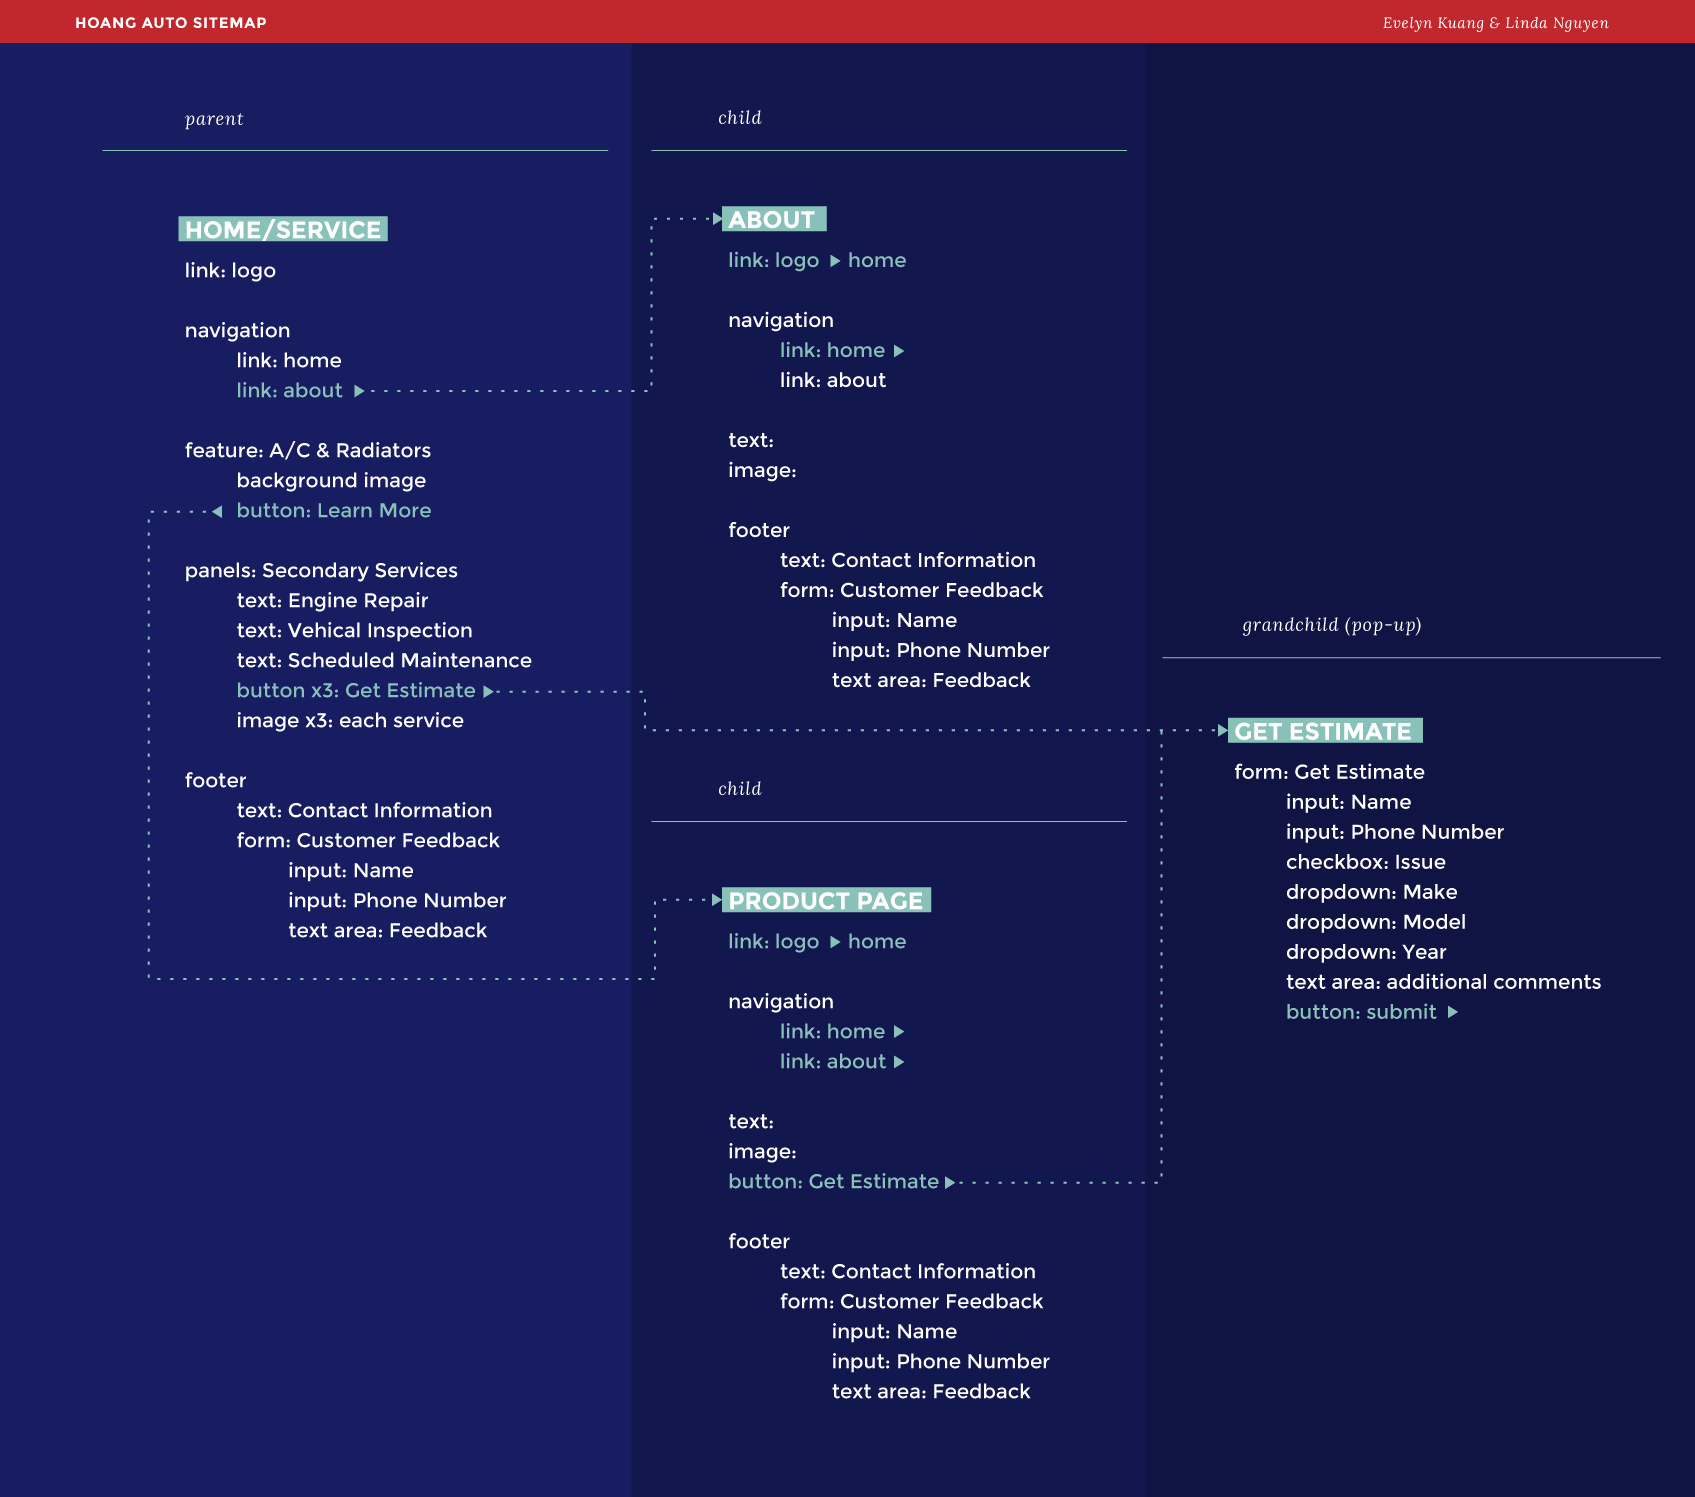 HOANG AUTO SITEMAP
Evelyn Kuang & Linda Nguyen
parent
HOME/SERVICE
link: logo
navigation
link: home
link: about
feature: A/C & Radiators
background image
button: Learn More
panels: Secondary Services
text: Engine Repair
text: Vehical Inspection
text: Scheduled Maintenance
button x3: Get Estimate
image x3: each service
footer
text: Contact Information
form: Customer Feedback
input: Name
input: Phone Number
text area: Feedback
child
ABOUT
link: logo home
navigation
link: home
link: about
text:
image:
footer
text: Contact Information
form: Customer Feedback
input: Name
input: Phone Number
text area: Feedback
child
PRODUCT PAGE
link: logo home
navigation
link: home
link: about
text:
image:
button: Get Estimate
footer
text: Contact Information
form: Customer Feedback
input: Name
input: Phone Number
text area: Feedback
grandchild (pop-up)
GET ESTIMATE
form: Get Estimate
input: Name
input: Phone Number
checkbox: Issue
dropdown: Make
dropdown: Model
dropdown: Year
text area: additional comments
button: submit